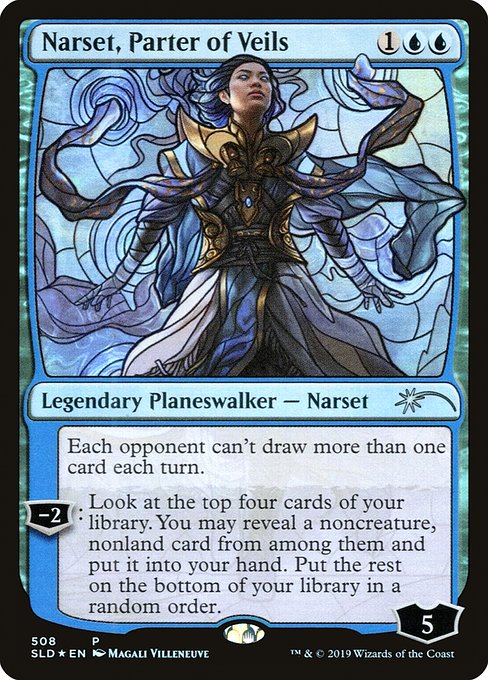 Narset, Parter of Veils 1
Legendary Planeswalker — Narset
Each opponent can't draw more than one
card each turn.
−2: Look at the top four cards of your
library. You may reveal a noncreature,
nonland card from among them and
put it into your hand. Put the rest
on the bottom of your library in a
random order.
5
508 P
SLD ★ EN Magali Villeneuve
™ & © 2019 Wizards of the Coast